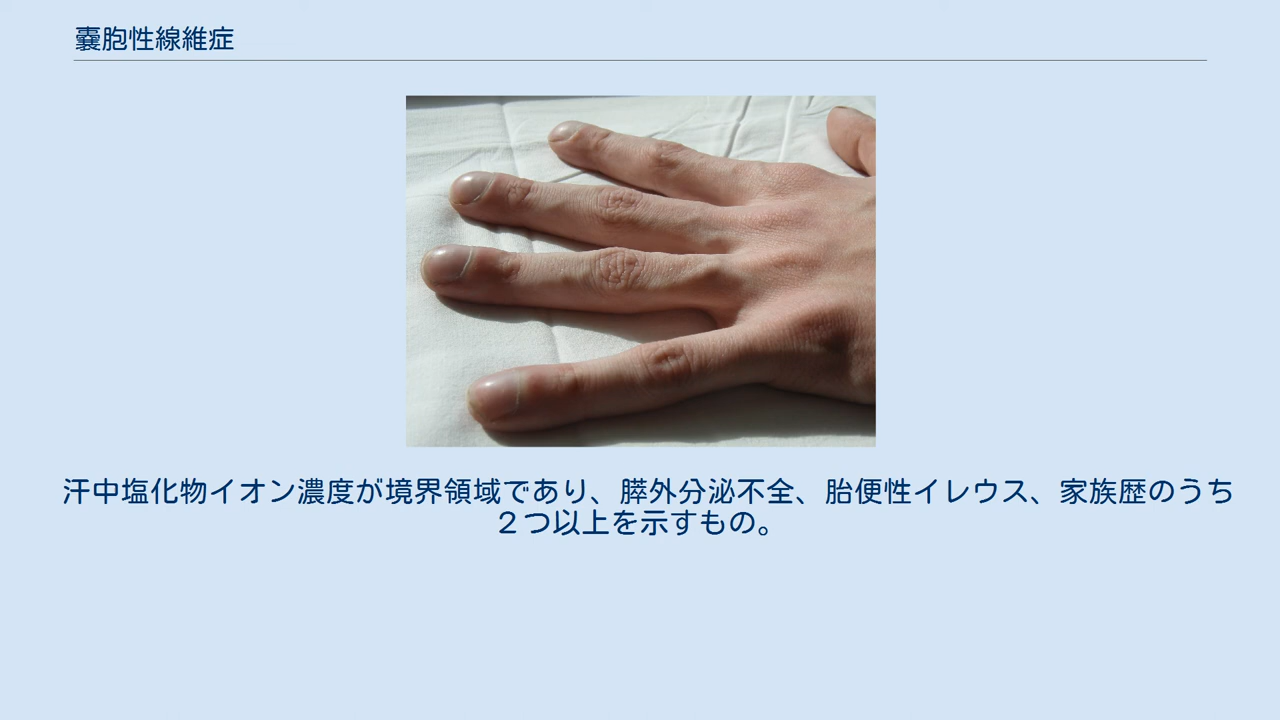 嚢胞性線維症
汗中塩化物イオン濃度が境界領域であり、膵外分泌不全、胎便性イレウス、家族歴のうち
２つ以上を示すもの。